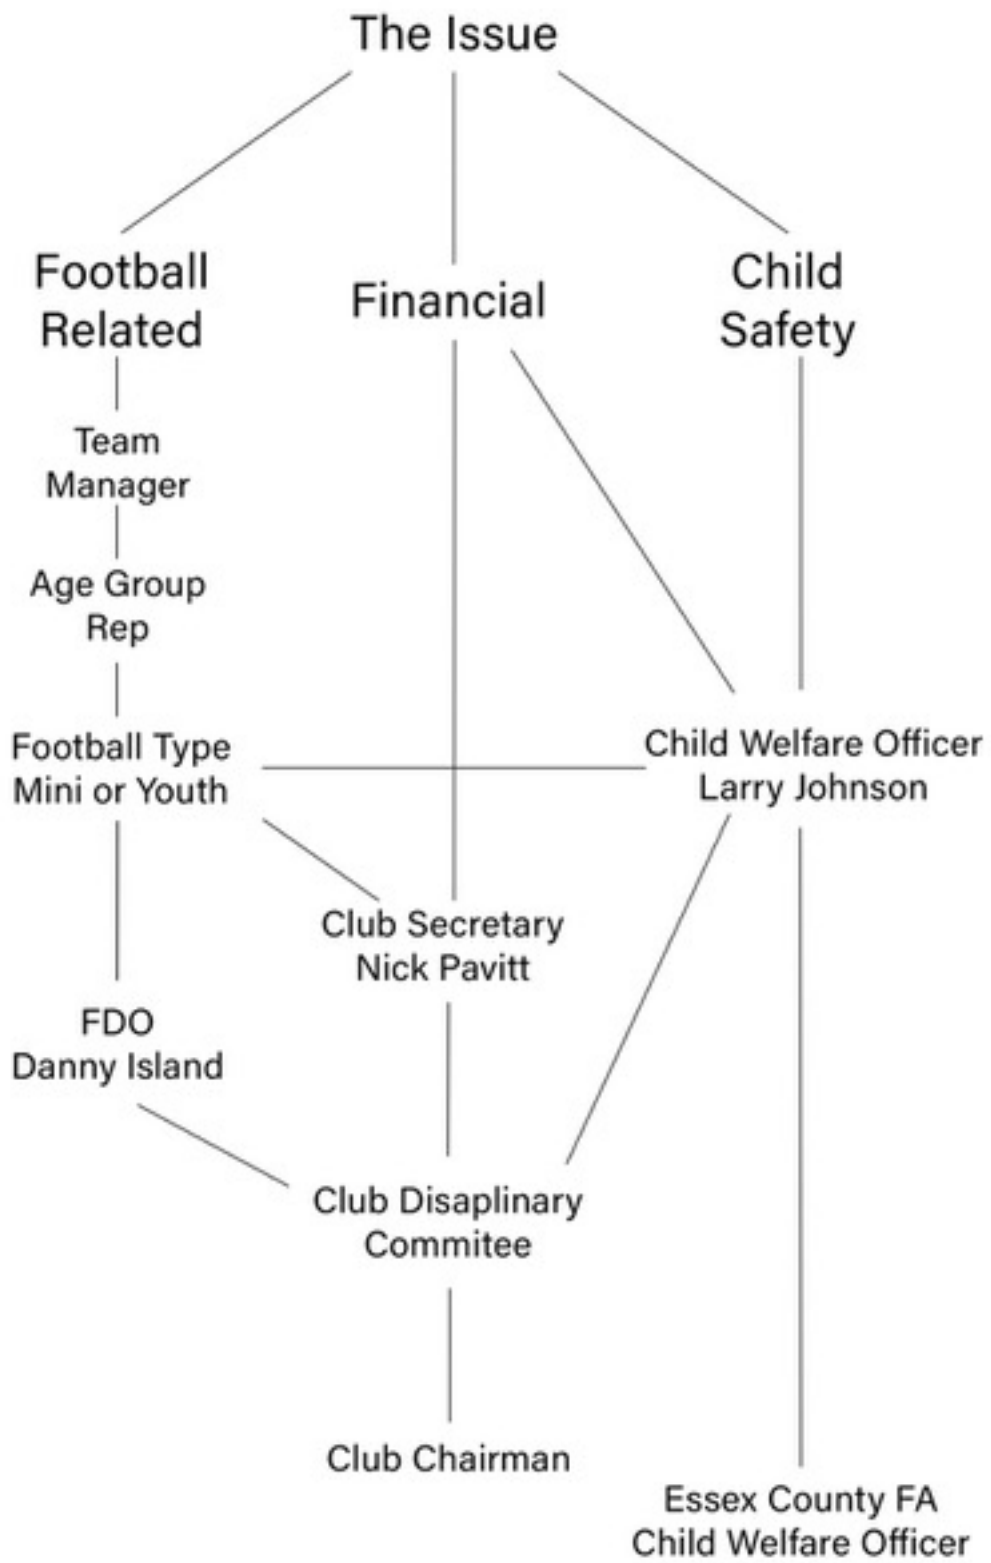 The Issue
Football
Related
Financial
Child
Safety
Team
Manager
Age Group
Rep
Football Type
Mini or Youth
Child Welfare Officer
Larry Johnson
Club Secretary
Nick Pavitt
FDO
Danny Island
Club Disaplinary
Commitee
Club Chairman
Essex County FA
Child Welfare Officer